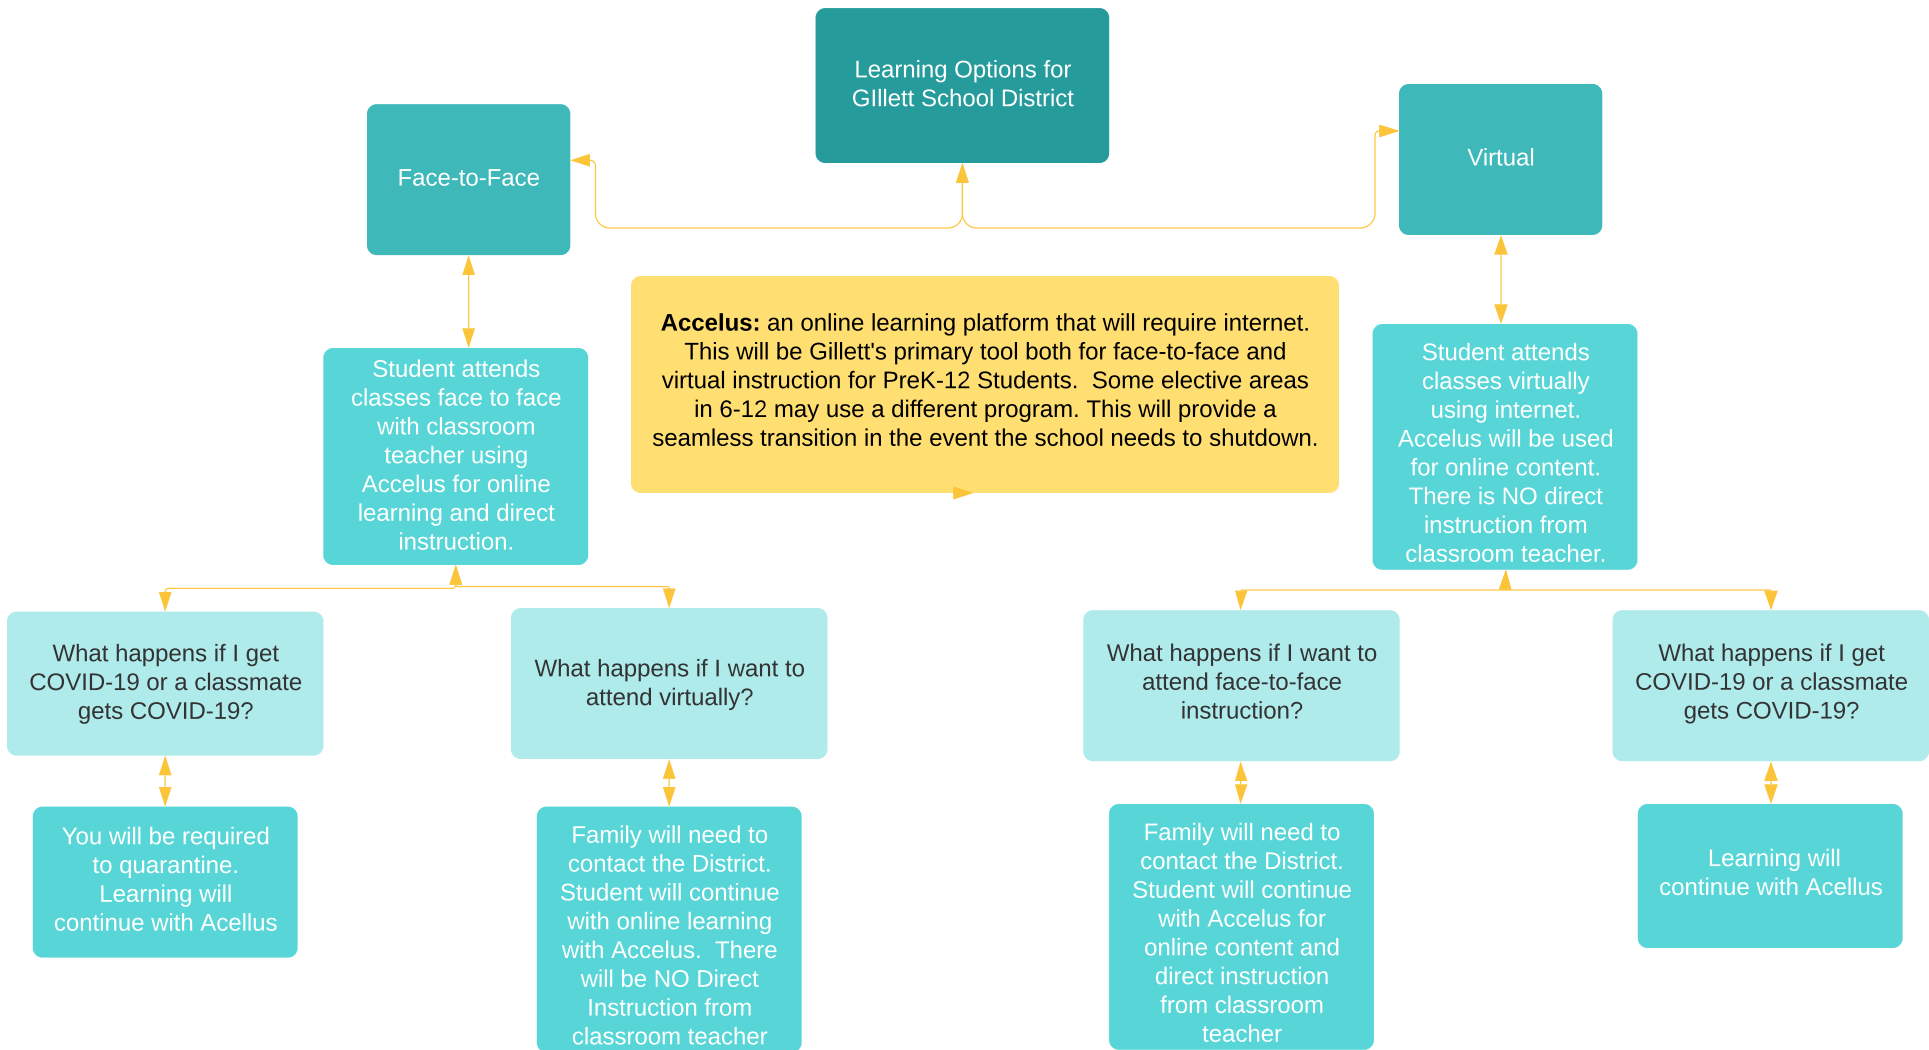 Learning Options for
GIllett School District
Face-to-Face
Virtual
Accelus: an online learning platform that will require internet.
This will be Gillett's primary tool both for face-to-face and
virtual instruction for PreK-12 Students.  Some elective areas
in 6-12 may use a different program. This will provide a
seamless transition in the event the school needs to shutdown.
Student attends
classes face to face
with classroom
teacher using
Accelus for online
learning and direct
instruction.
Student attends
classes virtually
using internet.
Accelus will be used
for online content.
There is NO direct
instruction from
classroom teacher.
What happens if I get
COVID-19 or a classmate
gets COVID-19?
What happens if I want to
attend virtually?
What happens if I want to
attend face-to-face
instruction?
What happens if I get
COVID-19 or a classmate
gets COVID-19?
You will be required
to quarantine.
Learning will
continue with Acellus
Family will need to
contact the District.
Student will continue
with online learning
with Accelus.  There
will be NO Direct
Instruction from
classroom teacher
Family will need to
contact the District.
Student will continue
with Accelus for
online content and
direct instruction
from classroom
teacher
Learning will
continue with Acellus